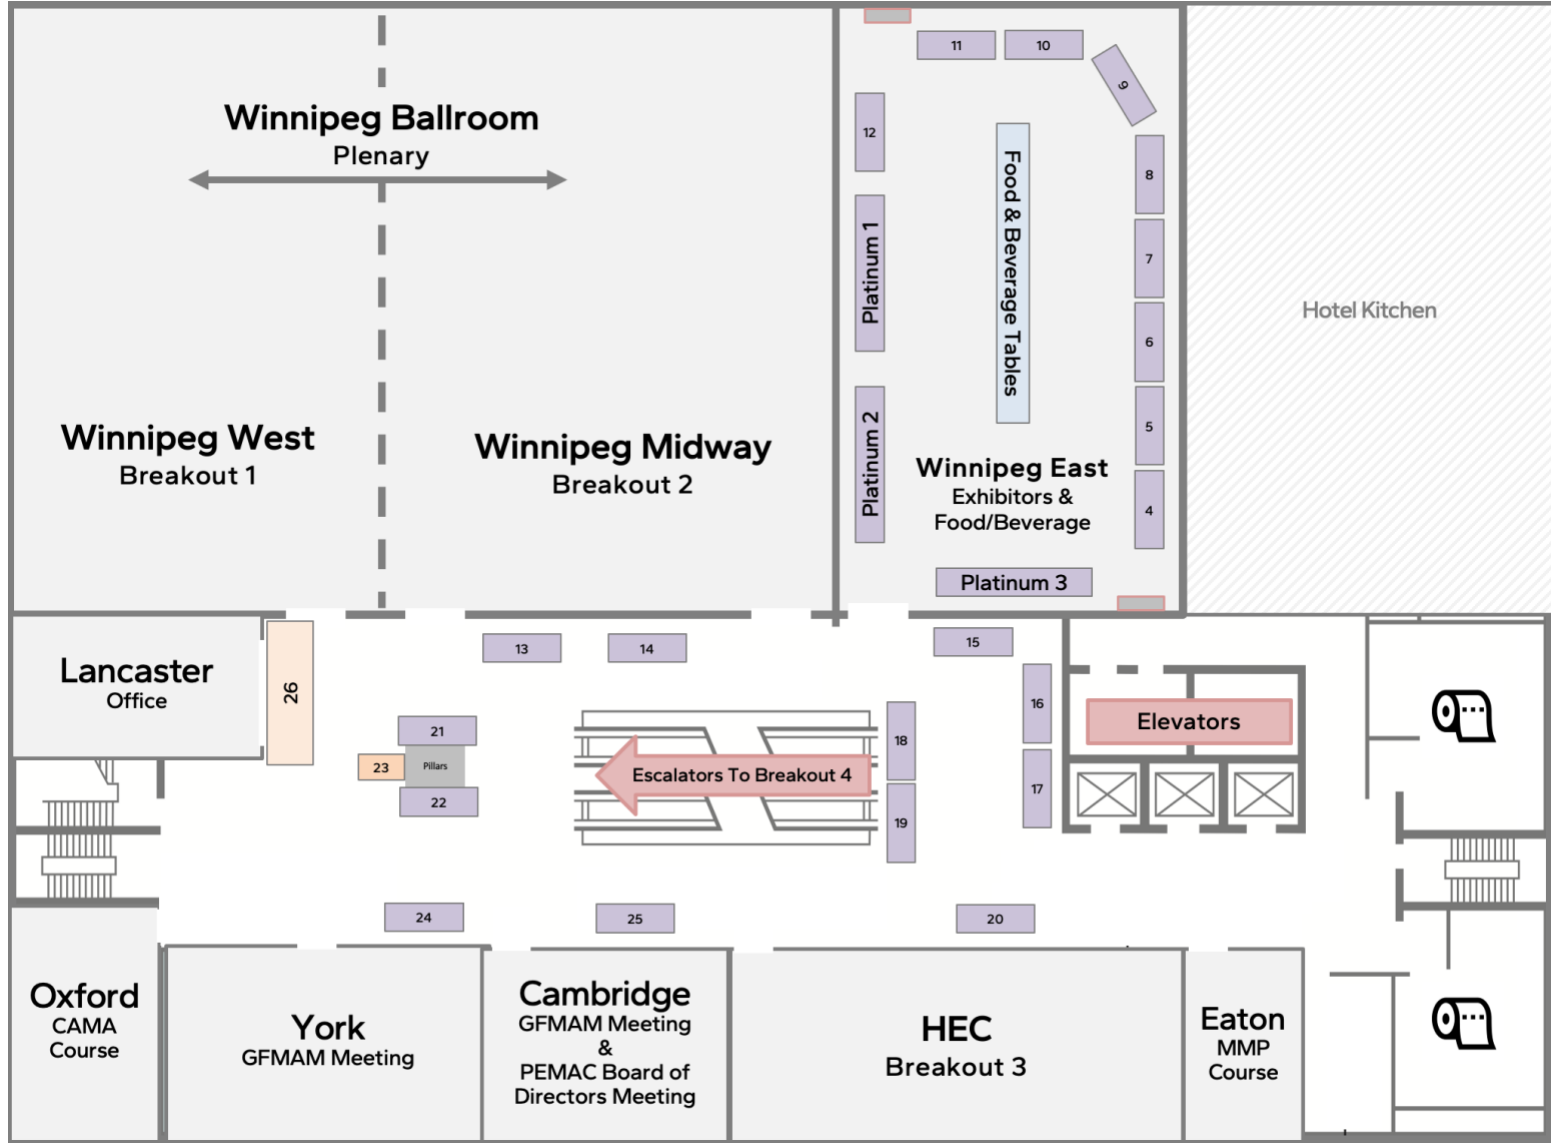 Winnipeg Ballroom
Plenary
Winnipeg West
Breakout 1
Winnipeg Midway
Breakout 2
11
10
9
12
8
Platinum 1
Food & Beverage Tables
7
6
Platinum 2
5
4
Winnipeg East
Exhibitors &
Food/Beverage
Platinum 3
Hotel Kitchen
Lancaster
Office
26
13
14
15
16
17
18
19
21
Pillars
23
22
Escalators To Breakout 4
Elevators
24
25
20
Oxford
CAMA
Course
York
GFMAM Meeting
Cambridge
GFMAM Meeting
&
PEMAC Board of
Directors Meeting
HEC
Breakout 3
Eaton
MMP
Course